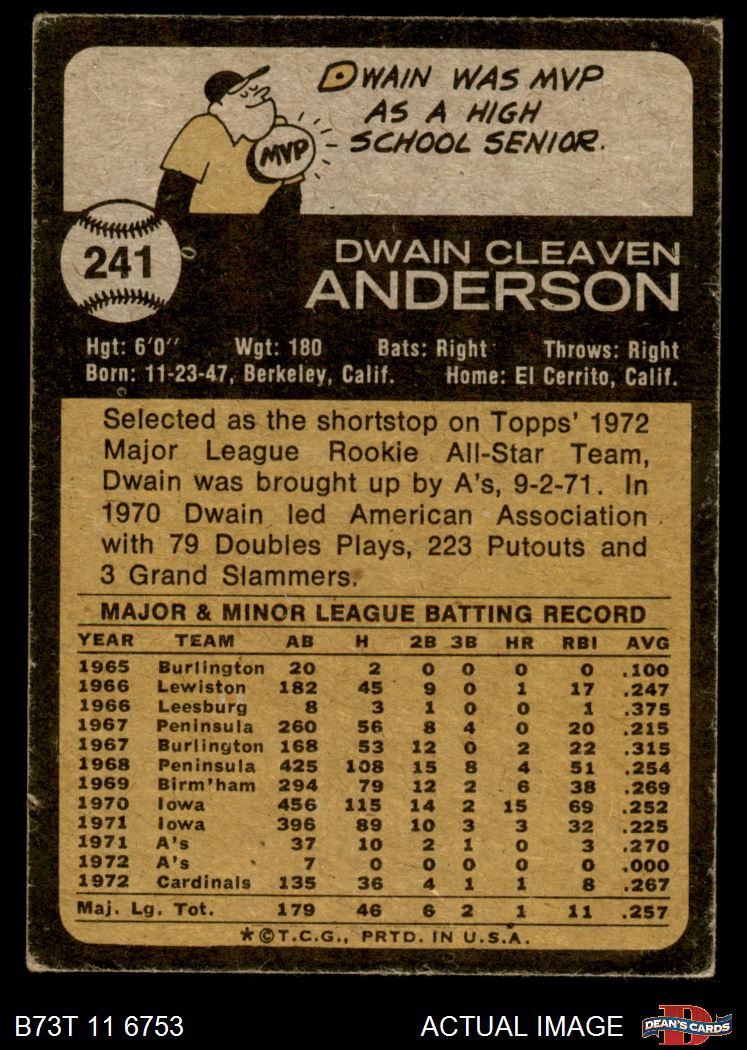 DWAIN WAS MVP
AS A HIGH
SCHOOL SENIOR.
MVP
241
DWAIN CLEAVEN
ANDERSON
Hgt: 6'0" Wgt: 180 Bats: Right Throws: Right
Born: 11-23-47, Berkeley, Calif. Home: El Cerrito, Calif.
Selected as the shortstop on Topps' 1972
Major League Rookie All-Star Team,
Dwain was brought up by A's, 9-2-71. In
1970 Dwain led American Association
with 79 Doubles Plays, 223 Putouts and
3 Grand Slammers.
MAJOR & MINOR LEAGUE BATTING RECORD
YEAR TEAM AB H 2B 3B HR RBI AVG
1965 Burlington 20 2 0 0 0 0 .100
1966 Lewiston 182 45 9 0 1 17 .247
1966 Leesburg 8 3 1 0 0 1 .375
1967 Peninsula 260 56 8 4 0 20 .215
1967 Burlington 168 53 12 0 2 22 .315
1968 Peninsula 425 108 15 8 4 51 .254
1969 Birm'ham 294 79 12 2 6 38 .269
1970 Iowa 456 115 14 2 15 69 .252
1971 Iowa 396 89 10 3 3 32 .225
1971 A's 37 10 2 1 0 3 .270
1972 A's 7 0 0 0 0 0 .000
1972 Cardinals 135 36 4 1 1 8 .267
Maj. Lg. Tot. 179 46 6 2 1 11 .257
*©T.C.G., PRTD. IN U.S.A.
B73T 11 6753 ACTUAL IMAGE
DEAN'S CARDS